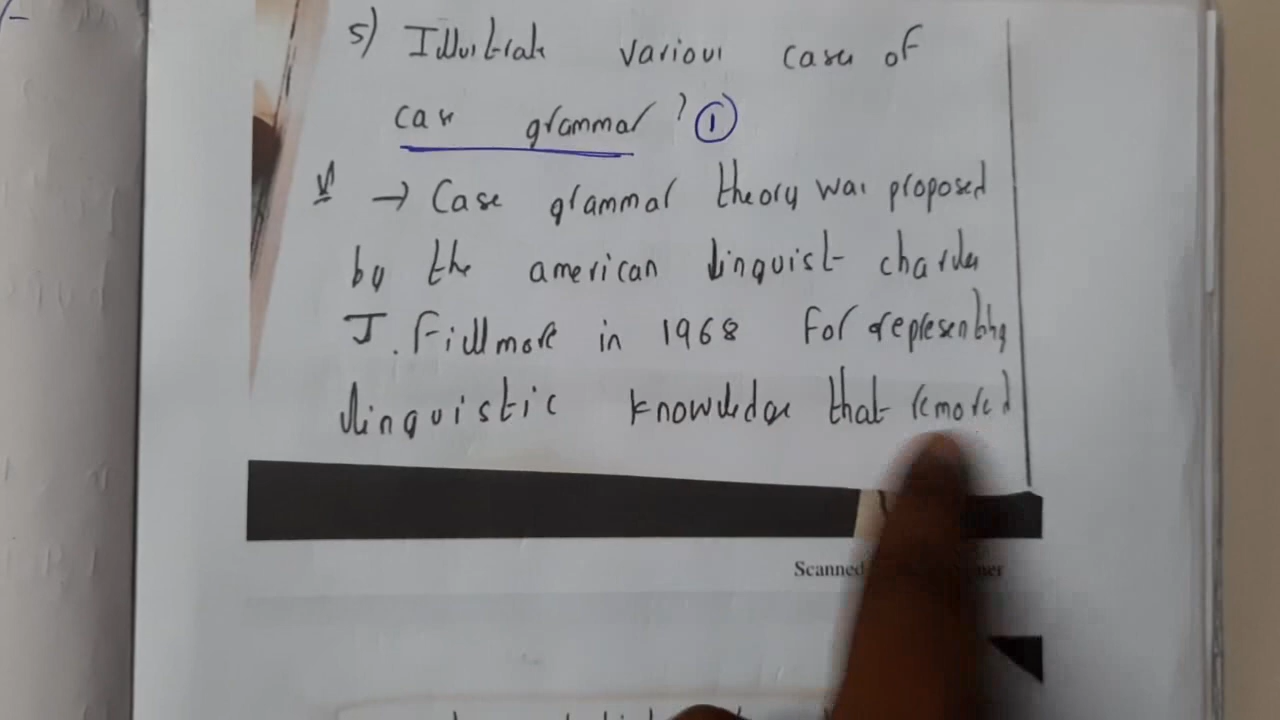 5) Illustrate various cases of
case grammar? ①
→ Case grammar theory was proposed
by the american linguist charles
J. Fillmore in 1968 For representing
linguistic knowledge that removed
Scanned